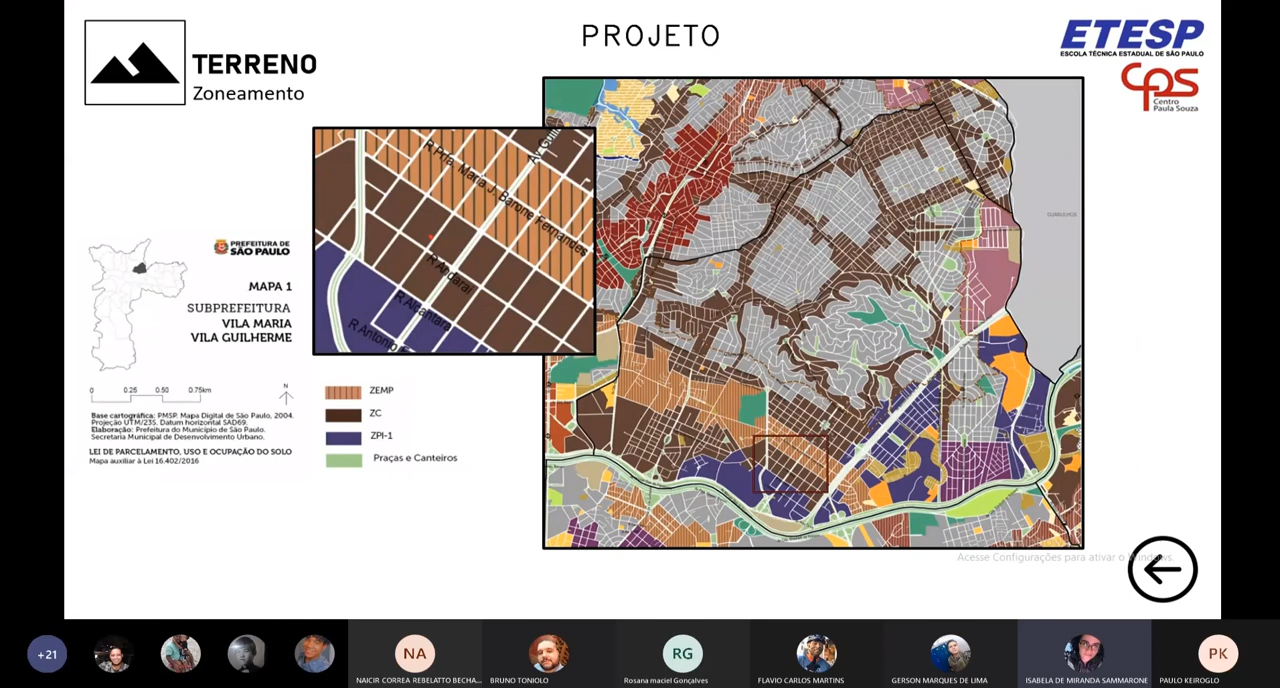 PROJETO
TERRENO
Zoneamento
ETESP
ESCOLA TÉCNICA ESTADUAL DE SÃO PAULO
CPS
Centro
Paula Souza
R Pria. Maria J. Barone Fernandes
R Andaraí
R Alcantara
R Antonio
GUARULHOS
PREFEITURA DE
SÃO PAULO
MAPA 1
SUBPREFEITURA
VILA MARIA
VILA GUILHERME
0 0.25 0.50 0.75km
N
Base cartográfica: PMSP. Mapa Digital de São Paulo, 2004.
Projeção UTM/23S. Datum horizontal SAD69.
Elaboração: Prefeitura do Município de São Paulo.
Secretaria Municipal de Desenvolvimento Urbano.
LEI DE PARCELAMENTO, USO E OCUPAÇÃO DO SOLO
Mapa auxiliar à Lei 16.402/2016
ZEMP
ZC
ZPI-1
Praças e Canteiros
Acesse Configurações para ativar o Windows.
+21
NA
RG
PK
NAICIR CORREA REBELATTO BECHA...
BRUNO TONIOLO
Rosana maciel Gonçalves
FLAVIO CARLOS MARTINS
GERSON MARQUES DE LIMA
ISABELA DE MIRANDA SAMMARONE
PAULO KEIROGLO